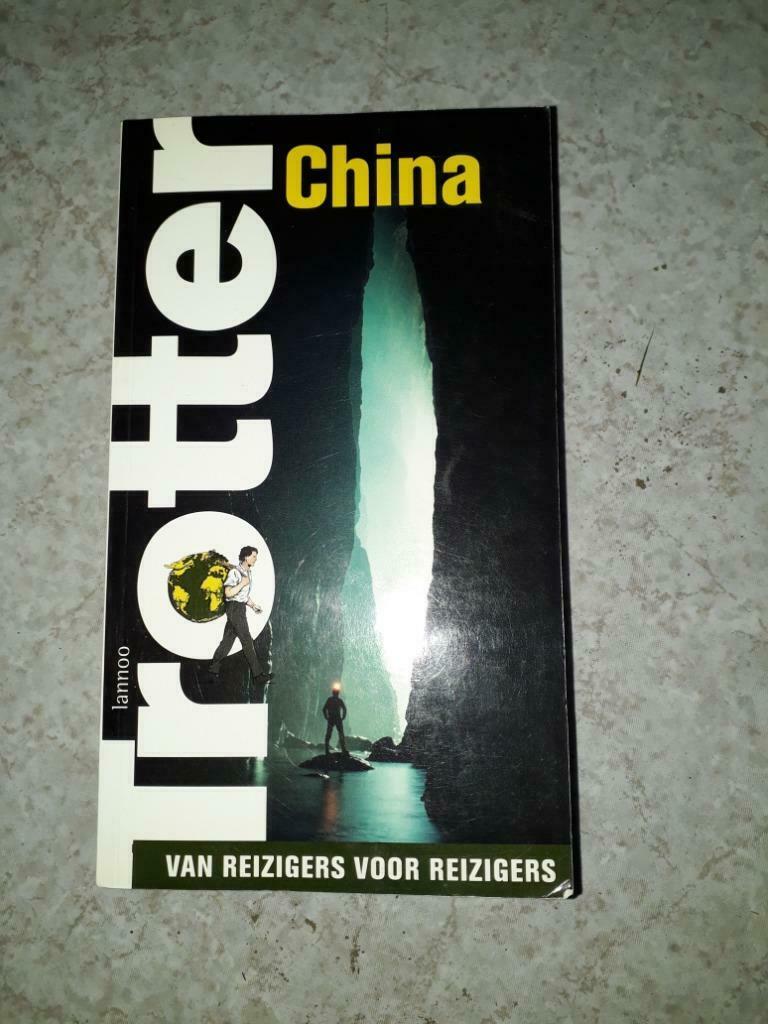 China
Trotter
lannoo
VAN REIZIGERS VOOR REIZIGERS